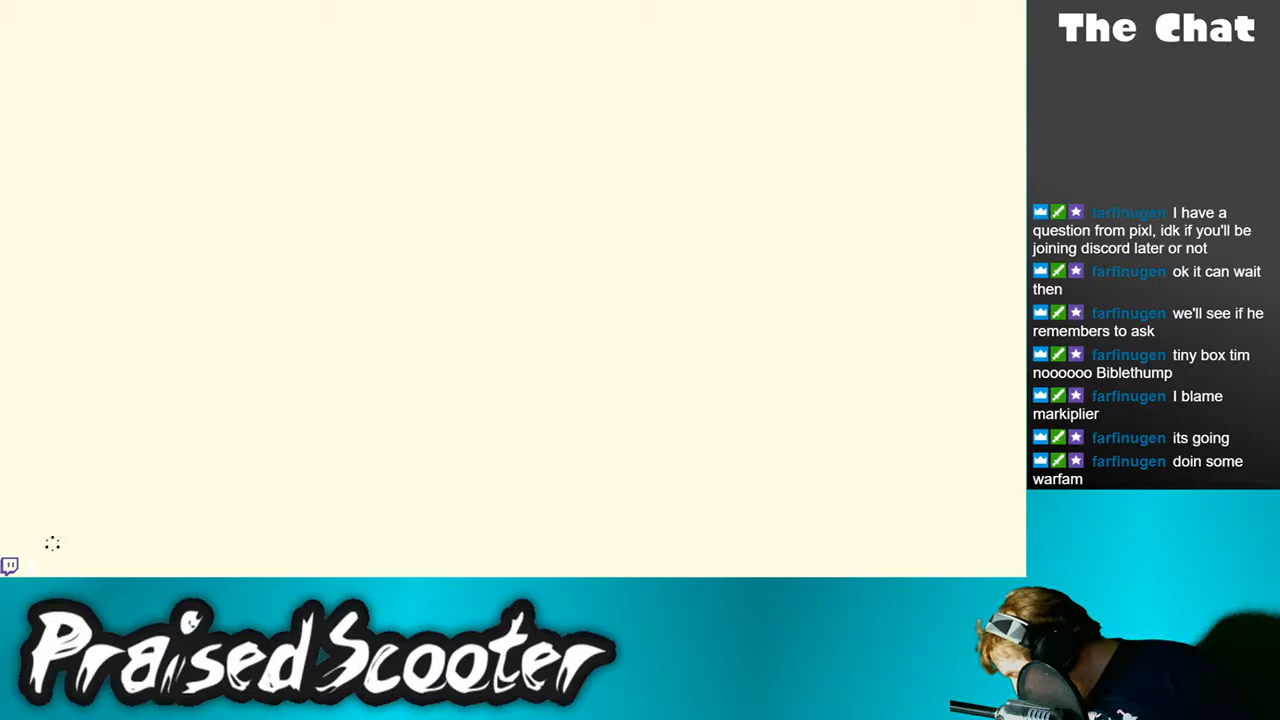 The Chat
farfinugen I have a
question from pixl, idk if you'll be
joining discord later or not
farfinugen ok it can wait
then
farfinugen we'll see if he
remembers to ask
farfinugen tiny box tim
noooooo Biblethump
farfinugen I blame
markiplier
farfinugen its going
farfinugen doin some
warfam
PraisedScooter